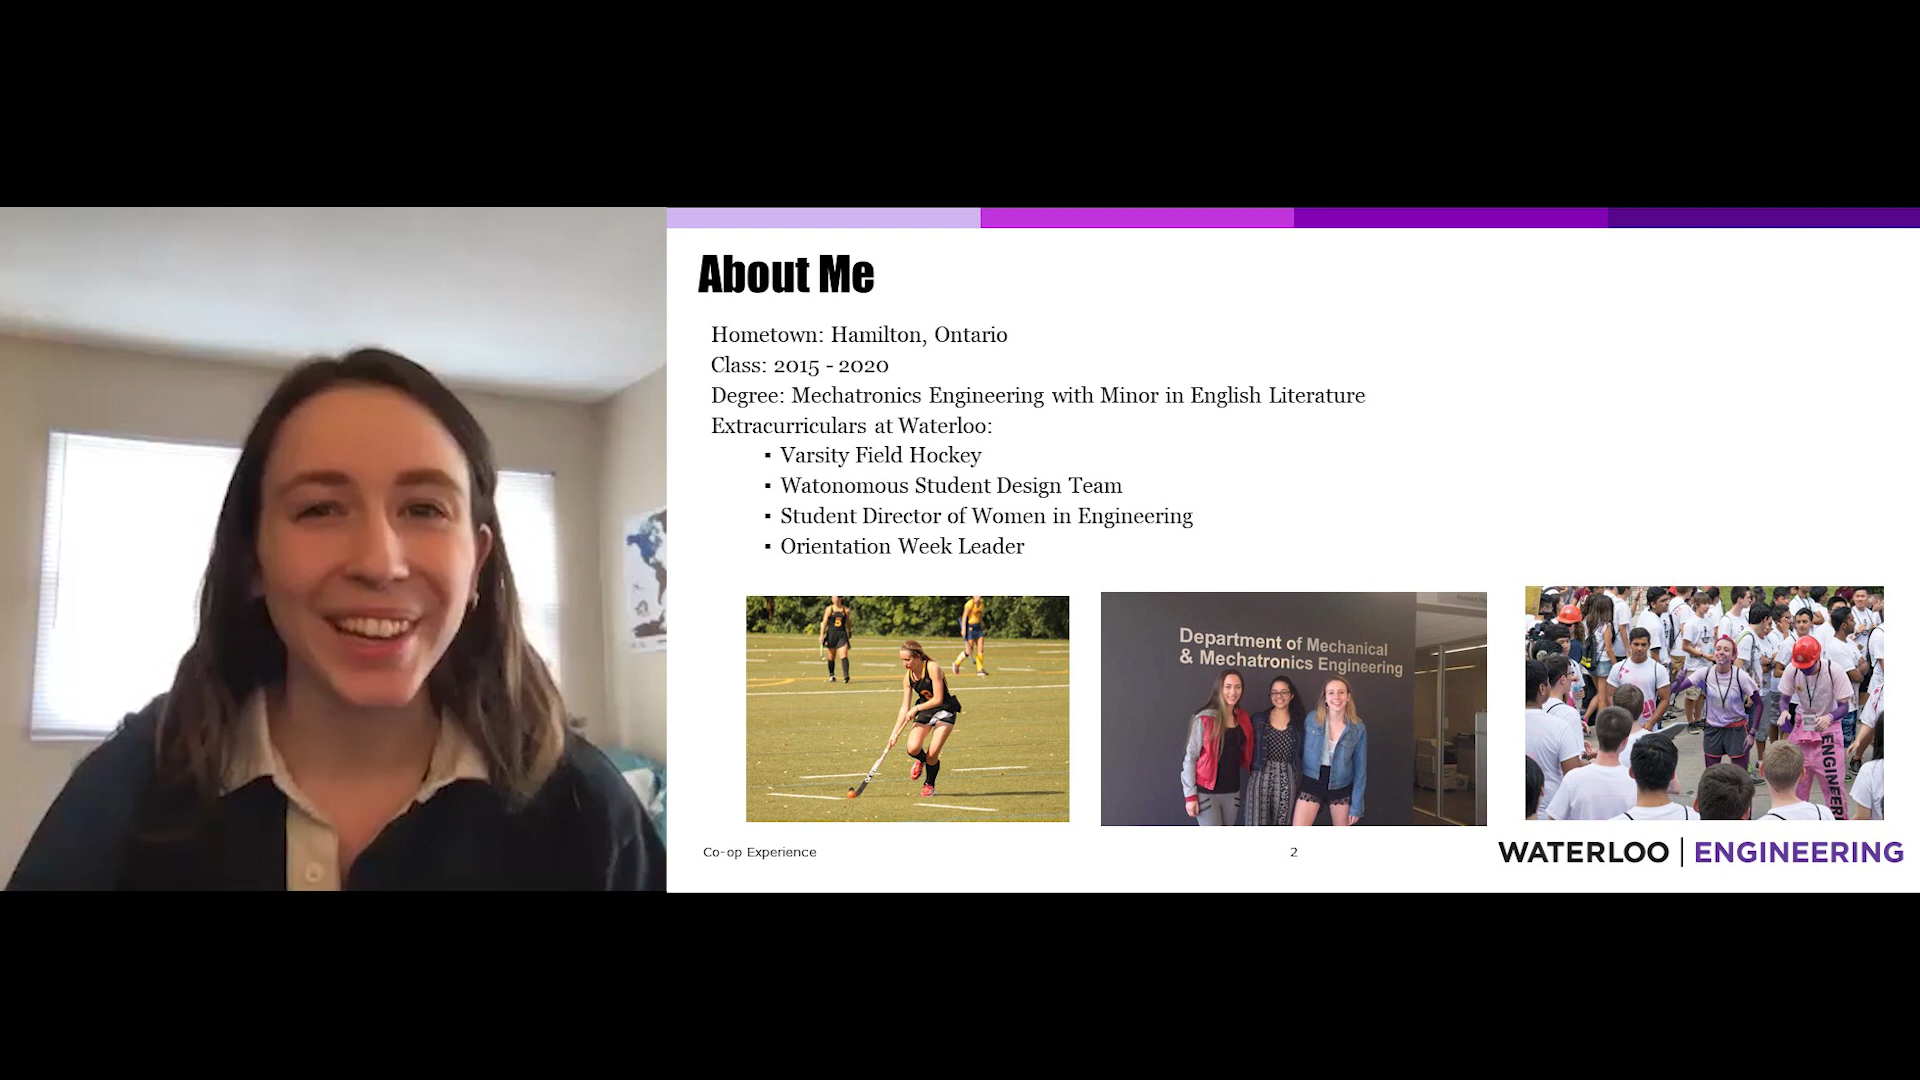 About Me
Hometown: Hamilton, Ontario
Class: 2015 - 2020
Degree: Mechatronics Engineering with Minor in English Literature
Extracurriculars at Waterloo:
▪ Varsity Field Hockey
▪ Watonomous Student Design Team
▪ Student Director of Women in Engineering
▪ Orientation Week Leader
5
Department of Mechanical
& Mechatronics Engineering
ENGINEER
Co-op Experience
2
WATERLOO | ENGINEERING